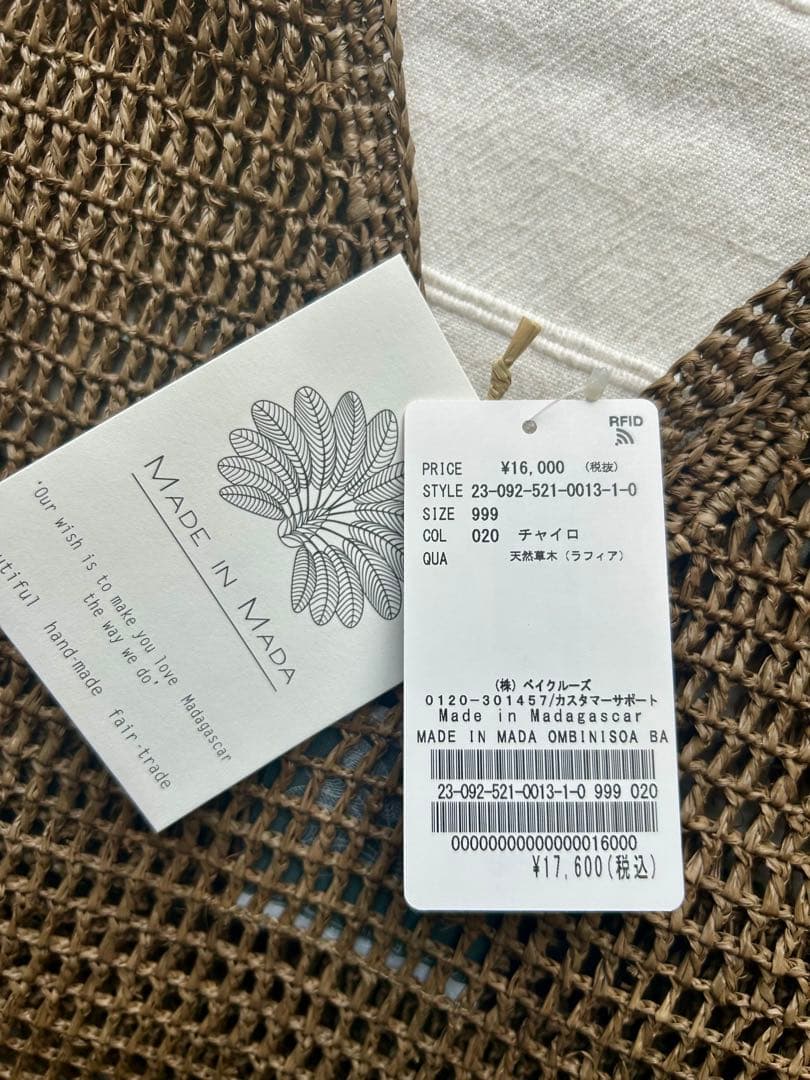 MADE IN MADA
'Our wish is to make you love Madagascar
the way we do'
hand-made fair-trade
RFID
PRICE ¥16,000 (税抜)
STYLE 23-092-521-0013-1-0
SIZE 999
COL 020 チャイロ
QUA 天然草木(ラフィア)
(株)ベイクルーズ
0120-301457/カスタマーサポート
Made in Madagascar
MADE IN MADA OMBINISOA BA
23-092-521-0013-1-0 999 020
00000000000000016000
¥17,600(税込)